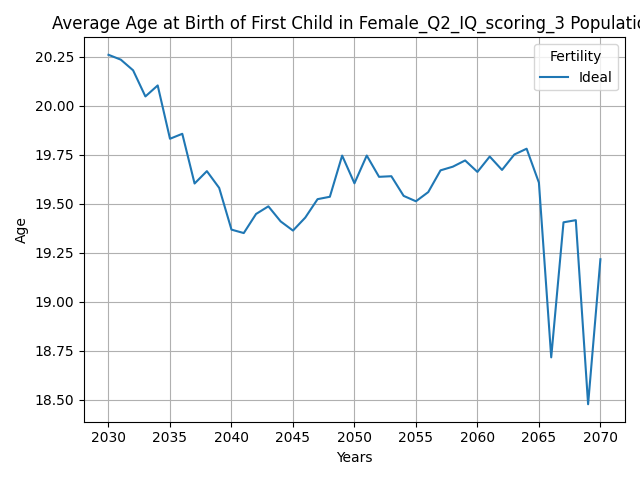 Average Age at Birth of First Child in Female_Q2_IQ_scoring_3 Populatio
Fertility
Ideal
20.25
20.00
19.75
19.50
19.25
19.00
18.75
18.50
Age
2030 2035 2040 2045 2050 2055 2060 2065 2070
Years